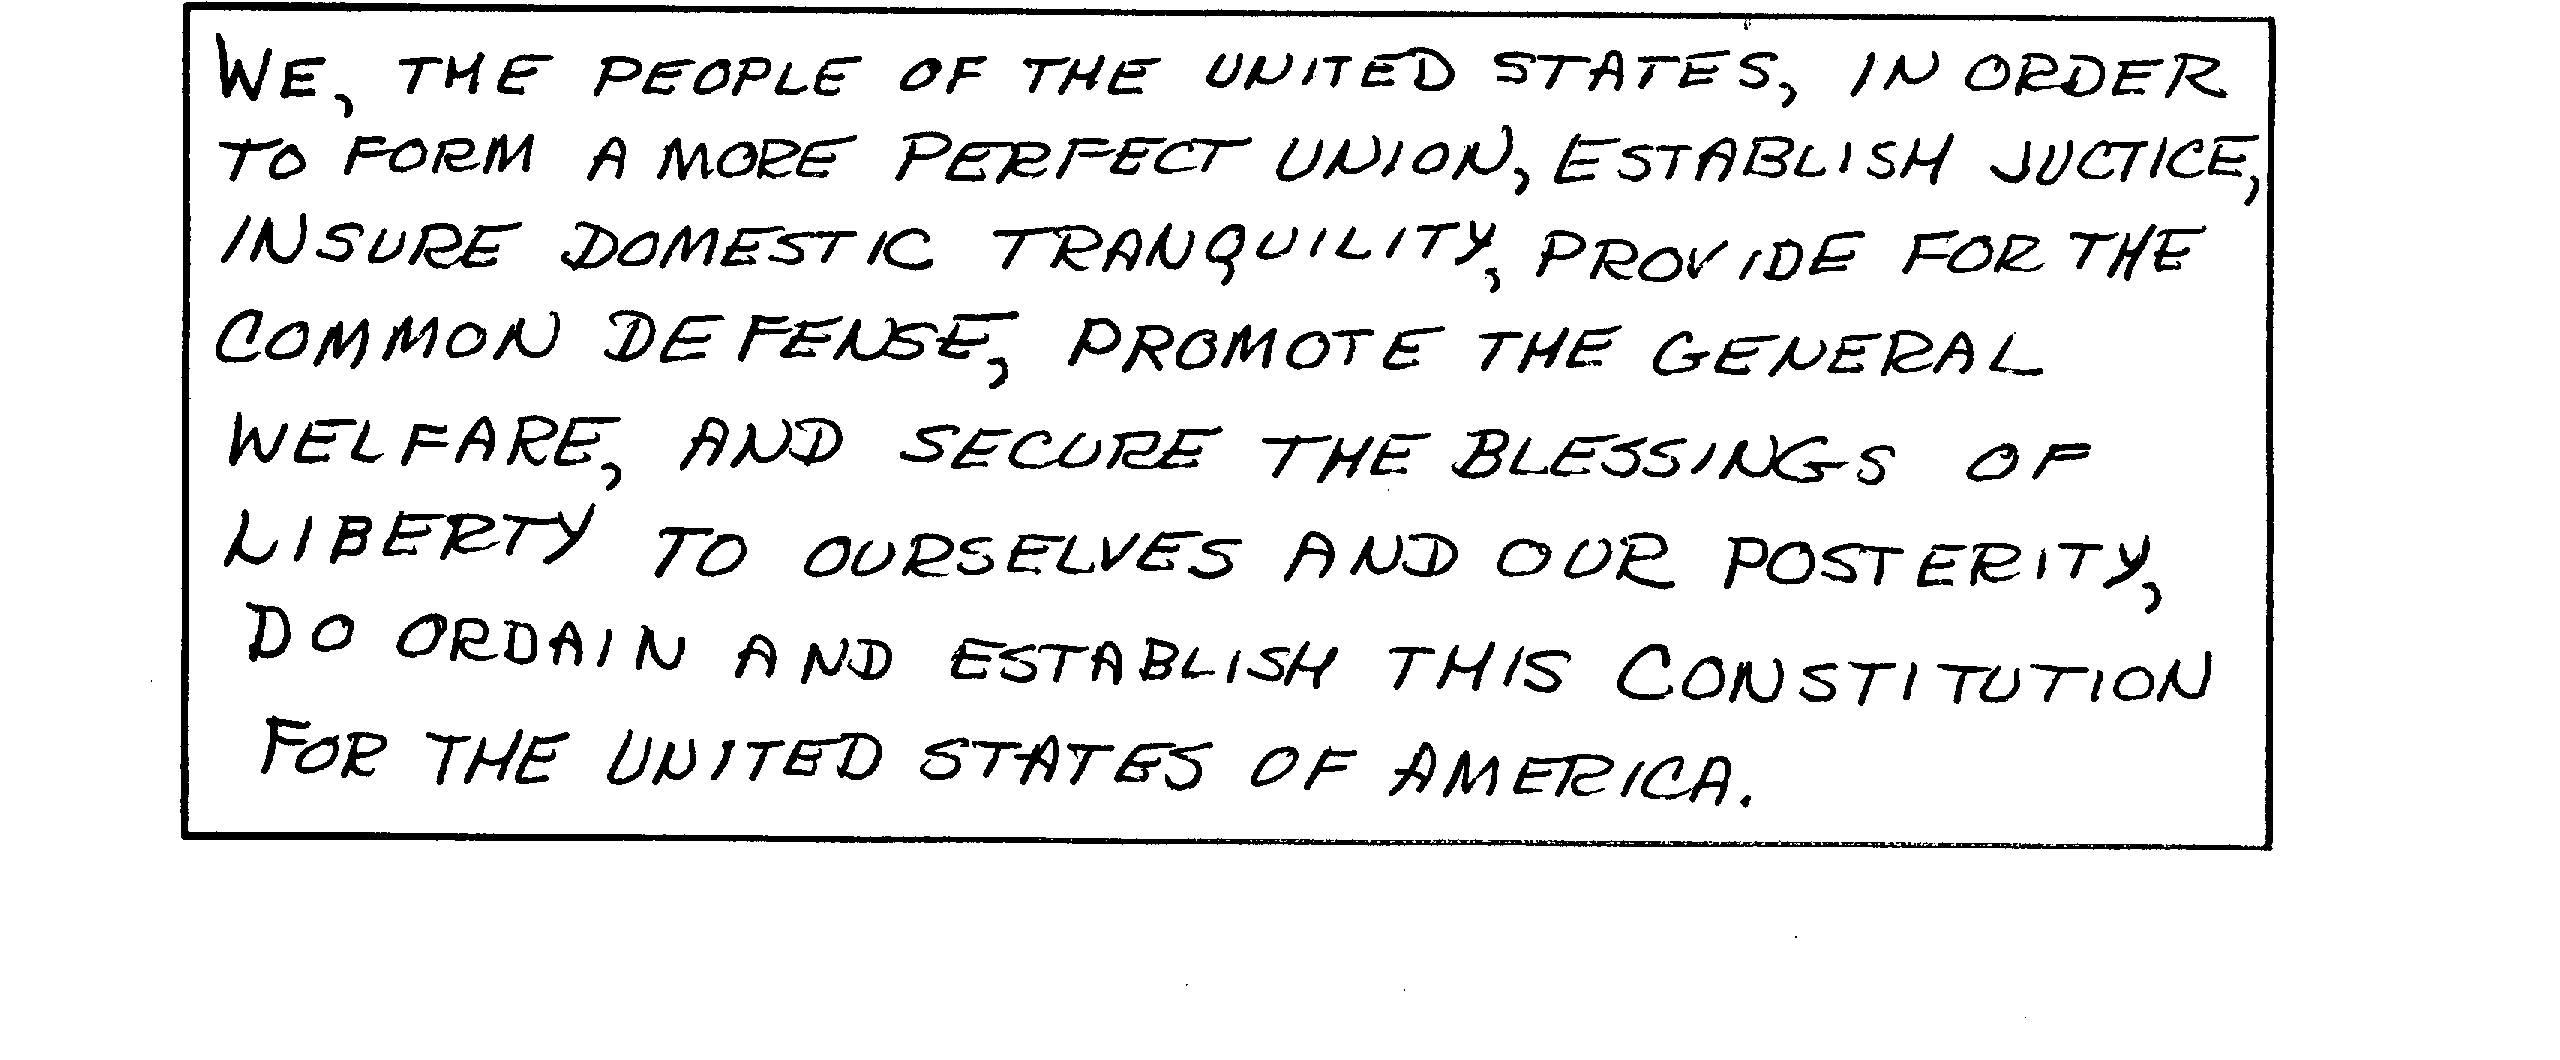 WE, THE PEOPLE OF THE UNITED STATES, IN ORDER
TO FORM A MORE PERFECT UNION, ESTABLISH JUCTICE,
INSURE DOMESTIC TRANQUILITY, PROVIDE FOR THE
COMMON DEFENSE, PROMOTE THE GENERAL
WELFARE, AND SECURE THE BLESSINGS OF
LIBERTY TO OURSELVES AND OUR POSTERITY,
DO ORDAIN AND ESTABLISH THIS CONSTITUTION
FOR THE UNITED STATES OF AMERICA.